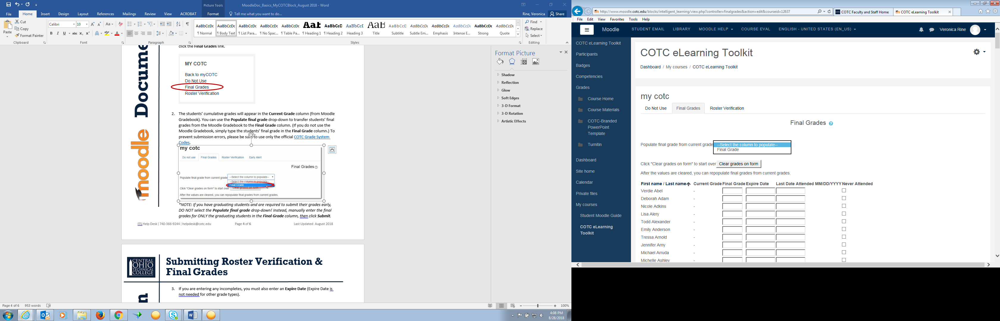 Picture Tools
MoodleDoc_Basics_MyCOTCBlock_August 2018 - Word
File Home Insert Design Layout References Mailings Review View ACROBAT Format Tell me what you want to do... Rine, Veronica Share
Paste
Cut
Copy
Format Painter
Clipboard
Calibri 10
Font
Paragraph
AaBbCcDc AaBbCcDc AaBbCcDc AaBbCcDc AaBbCcDc AaB AaBbCcD AaBbCcD AaB AaBbCcD AaBbCcDc AaBbCcDc AaBbCcDc AaBbCcDc AaBbCcDc
¶ Normal ¶ Body Text ¶ List Para... ¶ No Spac... ¶ Table Pa... ¶ Heading 1 ¶ Heading 2 Heading 3 Title Subtitle Subtle Em... Emphasis Intense E... Strong Quote
Styles
Find
Replace
Select
Editing
click the Final Grades link.
MY COTC
Back to myCOTC
Do Not Use
Final Grades
Roster Verification
moodle Docume
2. The students’ cumulative grades will appear in the Current Grade column (from Moodle
Gradebook). You can use the Populate final grade drop-down to transfer students’ final
grades from the Moodle Gradebook to the Final Grade column. (If you do not use the
Moodle Gradebook, simply type the students’ final grade in the Final Grade column.) To
prevent submission errors, please be to use only the official COTC Grade System
Codes.
my cotc
Do not use Final Grades Roster Verification Early Alert
Final Grades
Populate final grade from current grade --Select the column to populate--
--Select the column to populate--
Final Grade
Click "Clear grades on form" to start over Clear grades on form
After the values are cleared, you can repopulate final grades from current grades.
*NOTE: If you have graduating students and are required to submit their grades early,
DO NOT select the Populate final grade drop-down! Instead, manually enter the final
grades for ONLY the graduating students in the Final Grade column, then click Submit.
ITS Help Desk | 740-366-9244 | helpdesk@cotc.edu Page 4 of 6 Last Updated: August 2018
CENTRAL
OHIO
TECHNICAL
COLLEGE
Submitting Roster Verification &
Final Grades
3. If you are entering any incompletes, you must also enter an Expire Date (Expire Date is
not needed for other grade types).
Format Picture
Shadow
Reflection
Glow
Soft Edges
3-D Format
3-D Rotation
Artistic Effects
Page 4 of 6 953 words
100%
4:08 PM
8/28/2018
http://www.moodle.cotc.edu/blocks/intelligent_learning/view.php?controller=finalgrades&action=edit&courseid=12637
COTC Faculty and Staff Home
COTC eLearning Toolkit
File Edit View Favorites Tools Help
Moodle STUDENT EMAIL LIBRARY MOODLE HELP COURSE EVAL ENGLISH - UNITED STATES (EN_US) Veronica Rine
COTC eLearning Toolkit
Participants
Badges
Competencies
Grades
Course Home
Course Materials
COTC-Branded
PowerPoint
Template
Turnitin
Dashboard
Site home
Calendar
Private files
My courses
Student Moodle Guide
COTC eLearning
Toolkit
COTC eLearning Toolkit
Dashboard / My courses / COTC eLearning Toolkit
my cotc
Do Not Use Final Grades Roster Verification
Final Grades
Populate final grade from current grade --Select the column to populate--
Final Grade
Click "Clear grades on form" to start over Clear grades on form
After the values are cleared, you can repopulate final grades from current grades.
First name / Last name Current Grade Final Grade Expire Date Last Date Attended MM/DD/YYYY Never Attended
Verdie Abel -
Deborah Adam -
Nicole Adkins -
Lisa Alery -
Todd Alexander -
Emily Anderson -
Tressa Arnold -
Jennifer Arny -
Michael Arruda -
Michelle Ashley -